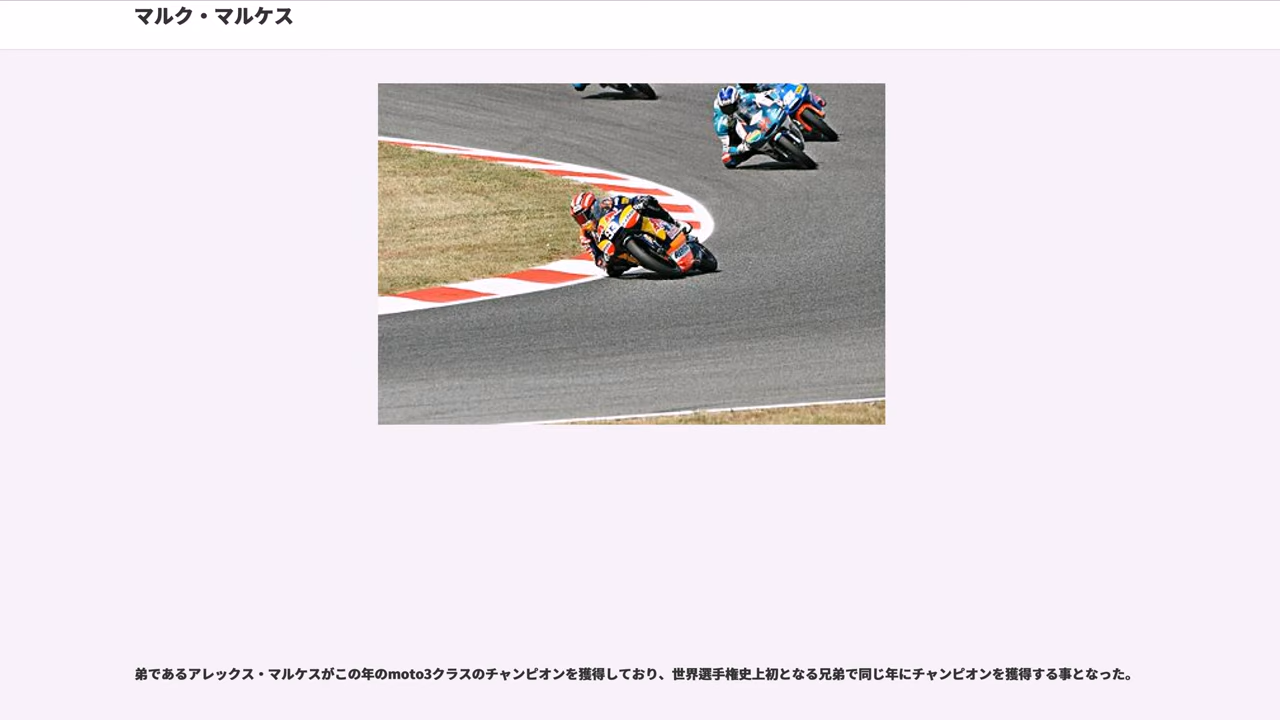 マルク・マルケス
93
弟であるアレックス・マルケスがこの年のmoto3クラスのチャンピオンを獲得しており、世界選手権史上初となる兄弟で同じ年にチャンピオンを獲得する事となった。